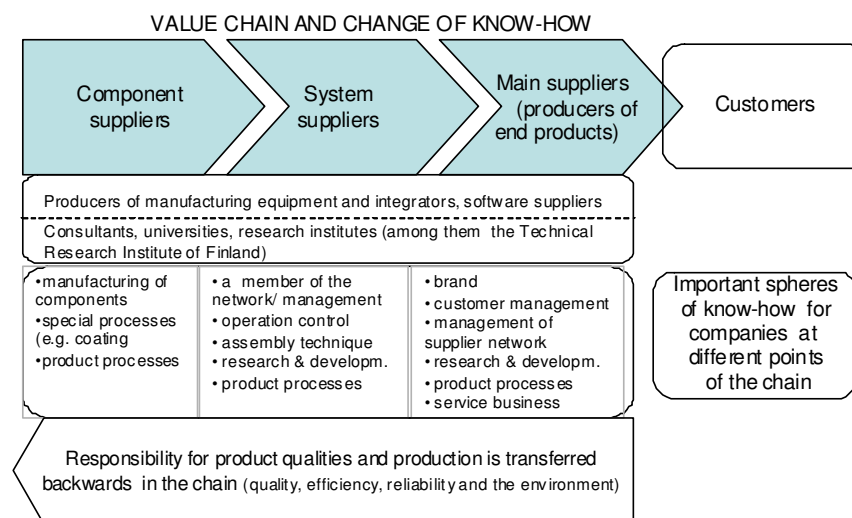 VALUE CHAIN AND CHANGE OF KNOW-HOW
Component
suppliers
System
suppliers
Main suppliers
(producers of
end products)
Customers
Producers of manufacturing equipment and integrators, software suppliers
Consultants, universities, research institutes (among them the Technical
Research Institute of Finland)
•manufacturing of
components
•special processes
(e.g. coating
•product processes
•a member of the
network/ management
•operation control
•assembly technique
•research & developm.
•product processes
•brand
•customer management
•management of
supplier network
•research & developm.
•product processes
•service business
Important spheres
of know-how for
companies at
different points
of the chain
Responsibility for product qualities and production is transferred
backwards in the chain (quality, efficiency, reliability and the environment)